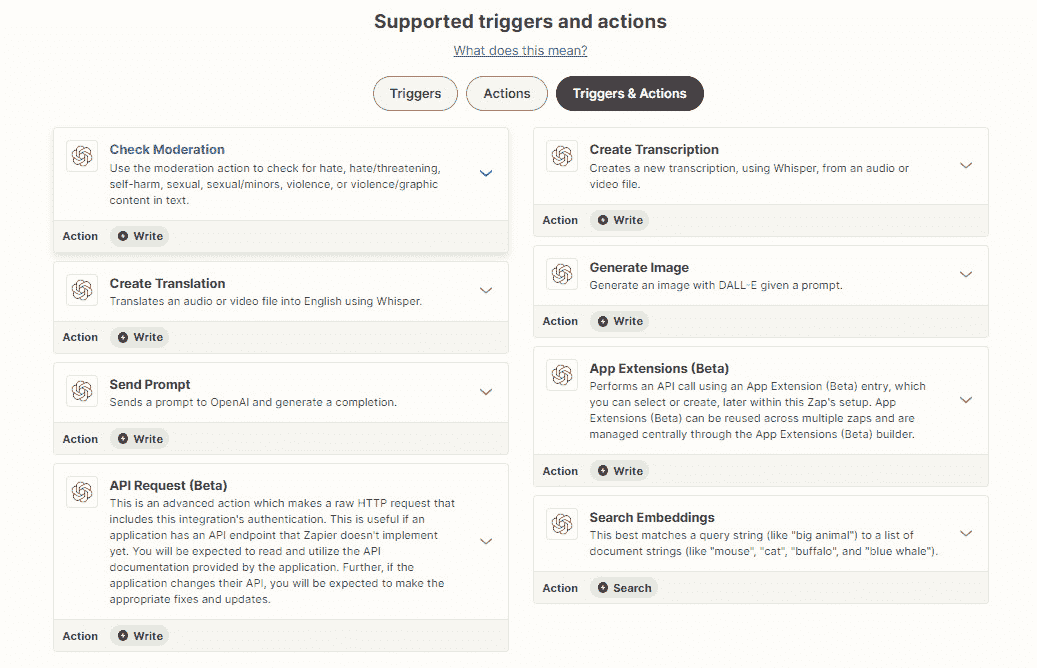 Supported triggers and actions
What does this mean?
Triggers
Actions
Triggers & Actions
Check Moderation
Use the moderation action to check for hate, hate/threatening,
self-harm, sexual, sexual/minors, violence, or violence/graphic
content in text.
Action
Write
Create Translation
Translates an audio or video file into English using Whisper.
Action
Write
Send Prompt
Sends a prompt to OpenAI and generate a completion.
Action
Write
API Request (Beta)
This is an advanced action which makes a raw HTTP request that
includes this integration's authentication. This is useful if an
application has an API endpoint that Zapier doesn't implement
yet. You will be expected to read and utilize the API
documentation provided by the application. Further, if the
application changes their API, you will be expected to make the
appropriate fixes and updates.
Action
Write
Create Transcription
Creates a new transcription, using Whisper, from an audio or
video file.
Action
Write
Generate Image
Generate an image with DALL-E given a prompt.
Action
Write
App Extensions (Beta)
Performs an API call using an App Extension (Beta) entry, which
you can select or create, later within this Zap's setup. App
Extensions (Beta) can be reused across multiple zaps and are
managed centrally through the App Extensions (Beta) builder.
Action
Write
Search Embeddings
This best matches a query string (like "big animal") to a list of
document strings (like "mouse", "cat", "buffalo", and "blue whale").
Action
Search